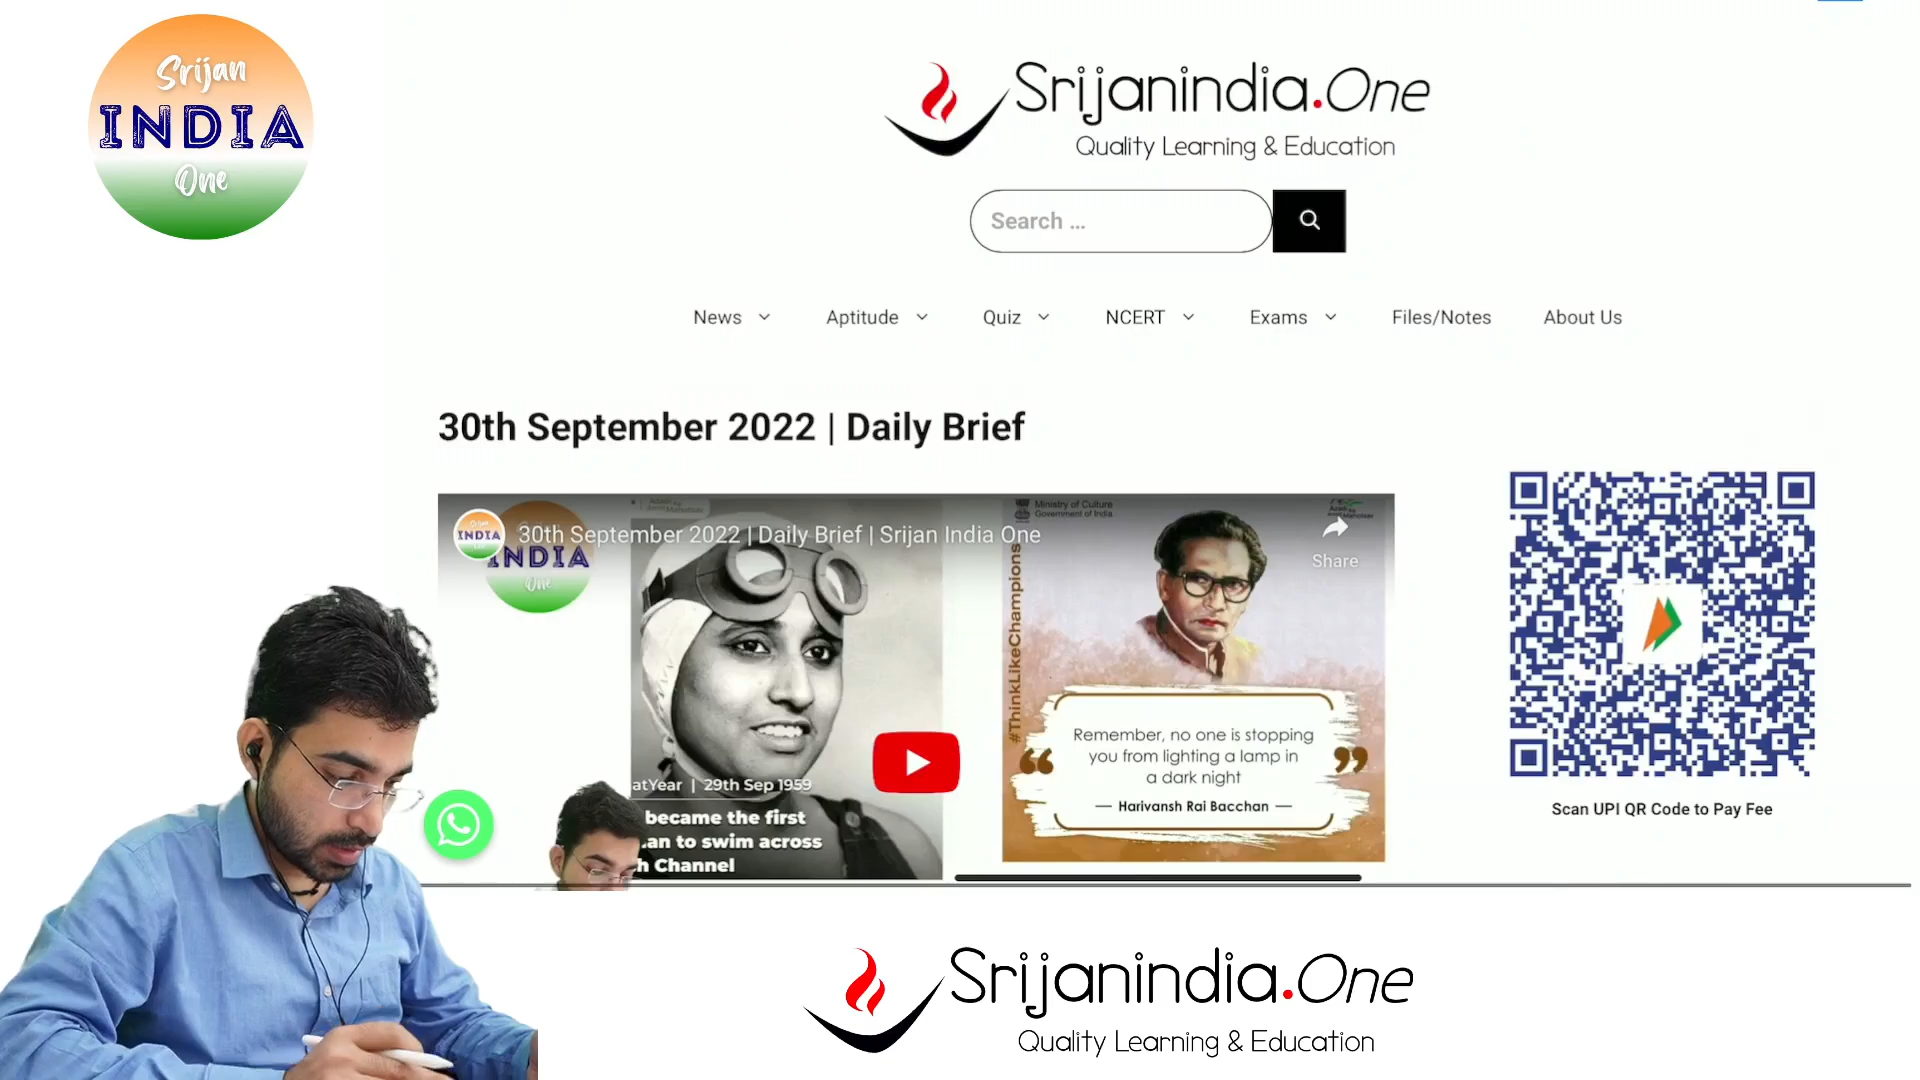 Srijan
INDIA
One
Srijanindia.One
Quality Learning & Education
Search ...
News
Aptitude
Quiz
NCERT
Exams
Files/Notes
About Us
30th September 2022 | Daily Brief
30th September 2022 | Daily Brief | Srijan India One
INDIA
INDIA
One
Ministry of Culture
Government of India
Share
#ThinkLikeChampions
atYear | 29th Sep 1959
became the first
an to swim across
h Channel
Remember, no one is stopping
you from lighting a lamp in
a dark night
— Harivansh Rai Bacchan —
Scan UPI QR Code to Pay Fee
Srijanindia.One
Quality Learning & Education